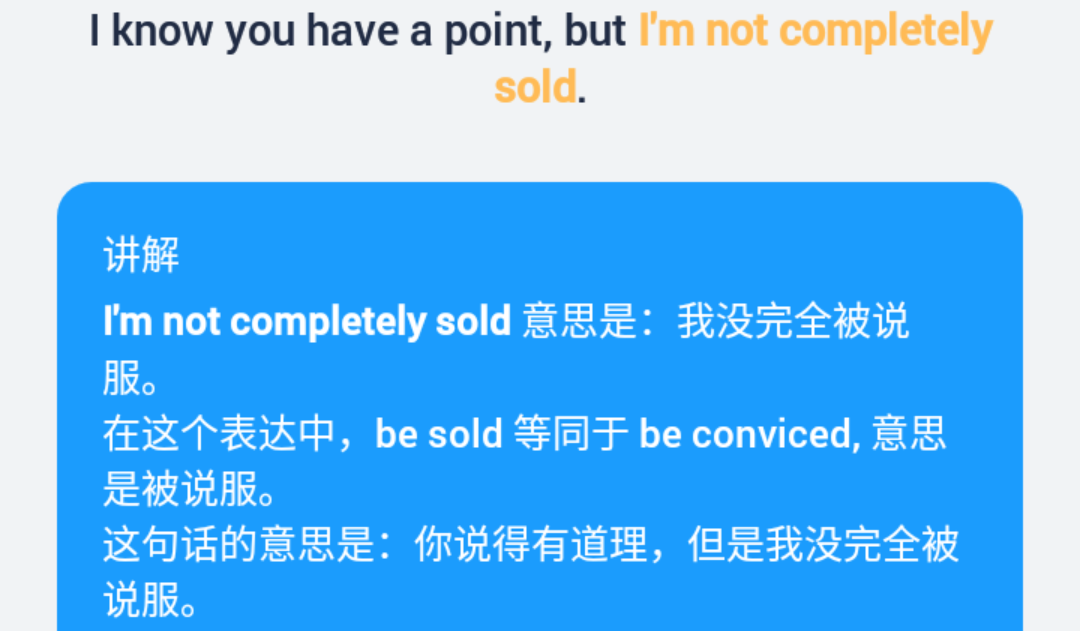 I know you have a point, but I'm not completely
sold.
讲解
I'm not completely sold 意思是：我没完全被说
服。
在这个表达中，be sold 等同于 be conviced, 意思
是被说服。
这句话的意思是：你说得有道理，但是我没完全被
说服。